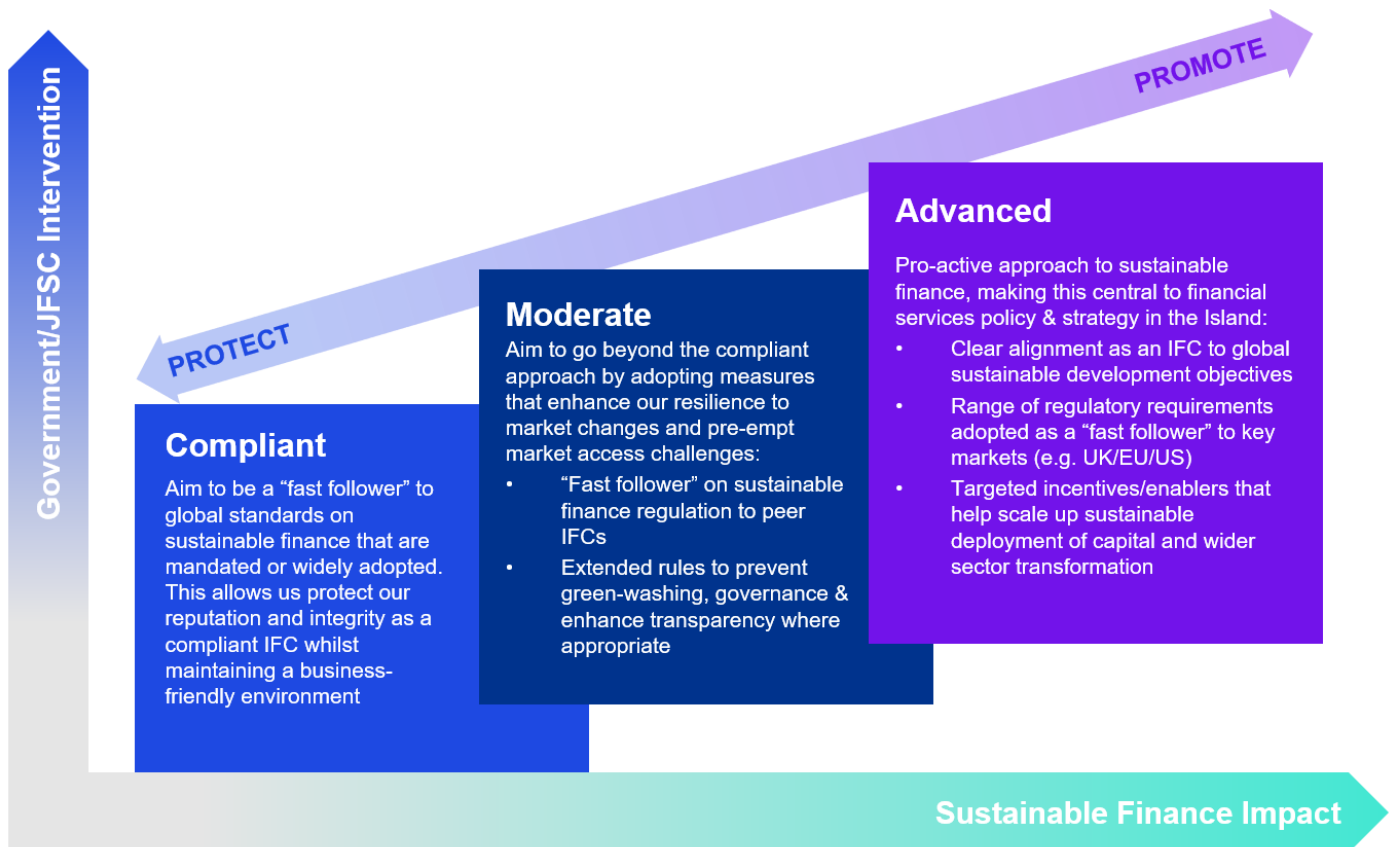 Government/JFSC Intervention
PROTECT
PROMOTE
Compliant
Aim to be a “fast follower” to
global standards on
sustainable finance that are
mandated or widely adopted.
This allows us protect our
reputation and integrity as a
compliant IFC whilst
maintaining a business-
friendly environment
Moderate
Aim to go beyond the compliant
approach by adopting measures
that enhance our resilience to
market changes and pre-empt
market access challenges:
• “Fast follower” on sustainable
finance regulation to peer
IFCs
• Extended rules to prevent
green-washing, governance &
enhance transparency where
appropriate
Advanced
Pro-active approach to sustainable
finance, making this central to financial
services policy & strategy in the Island:
• Clear alignment as an IFC to global
sustainable development objectives
• Range of regulatory requirements
adopted as a “fast follower” to key
markets (e.g. UK/EU/US)
• Targeted incentives/enablers that
help scale up sustainable
deployment of capital and wider
sector transformation
Sustainable Finance Impact